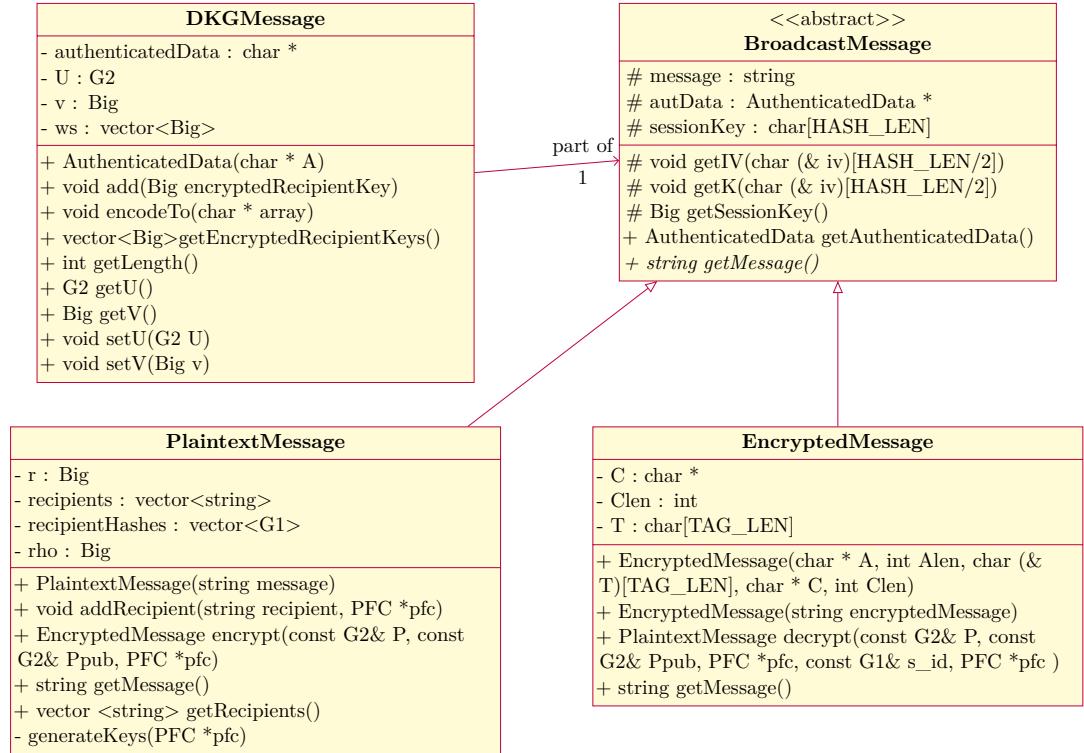 DKGMessage
- authenticatedData : char *
- U : G2
- v : Big
- ws : vector<Big>
+ AuthenticatedData(char * A)
+ void add(Big encryptedRecipientKey)
+ void encodeTo(char * array)
+ vector<Big>getEncryptedRecipientKeys()
+ int getLength()
+ G2 getU()
+ Big getV()
+ void setU(G2 U)
+ void setV(Big v)
part of
1
<<abstract>>
BroadcastMessage
# message : string
# autData : AuthenticatedData *
# sessionKey : char[HASH_LEN]
# void getIV(char (& iv)[HASH_LEN/2])
# void getK(char (& iv)[HASH_LEN/2])
# Big getSessionKey()
+ AuthenticatedData getAuthenticatedData()
+ string getMessage()
PlaintextMessage
- r : Big
- recipients : vector<string>
- recipientHashes : vector<G1>
- rho : Big
+ PlaintextMessage(string message)
+ void addRecipient(string recipient, PFC *pfc)
+ EncryptedMessage encrypt(const G2& P, const
G2& Ppub, PFC *pfc)
+ string getMessage()
+ vector <string> getRecipients()
- generateKeys(PFC *pfc)
EncryptedMessage
- C : char *
- Clen : int
- T : char[TAG_LEN]
+ EncryptedMessage(char * A, int Alen, char (&
T)[TAG_LEN], char * C, int Clen)
+ EncryptedMessage(string encryptedMessage)
+ PlaintextMessage decrypt(const G2& P, const
G2& Ppub, PFC *pfc, const G1& s_id, PFC *pfc )
+ string getMessage()